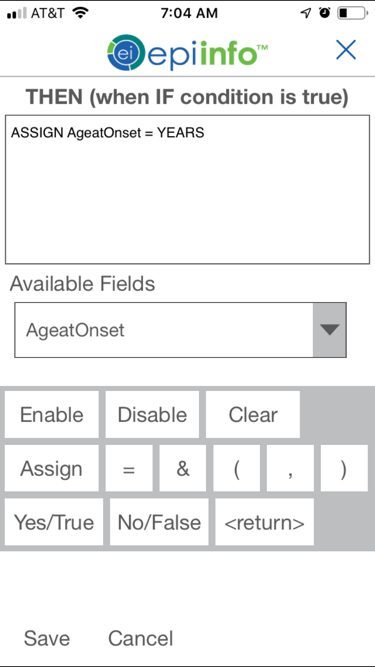 AT&T 7:04 AM
ei epiinfo™
THEN (when IF condition is true)
ASSIGN AgeatOnset = YEARS
Available Fields
AgeatOnset
Enable Disable Clear
Assign = & ( , )
Yes/True No/False <return>
Save Cancel